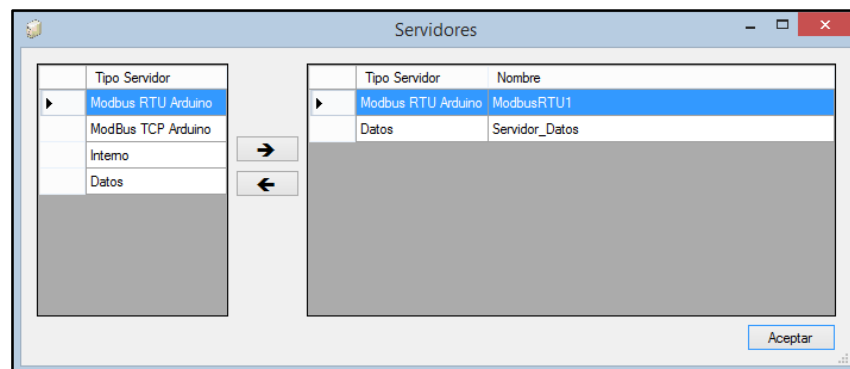 Servidores
Tipo Servidor
Modbus RTU Arduino
ModBus TCP Arduino
Interno
Datos
Tipo Servidor Nombre
Modbus RTU Arduino ModbusRTU1
Datos Servidor_Datos
Aceptar